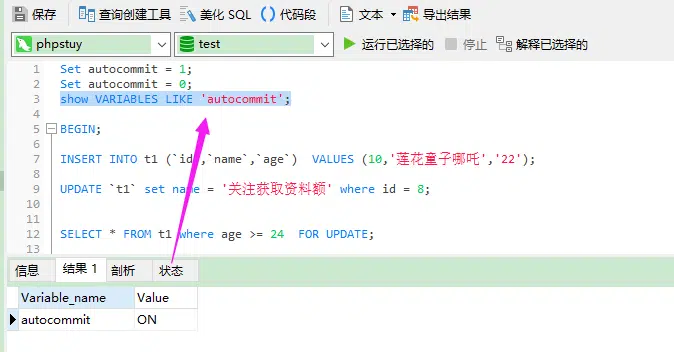 保存 查询创建工具 美化 SQL 代码段 文本 导出结果
phpstuy test 运行已选择的 停止 解释已选择的
1 Set autocommit = 1;
2 Set autocommit = 0;
3 show VARIABLES LIKE 'autocommit';
4
5 BEGIN;
6
7 INSERT INTO t1 (`id`,`name`,`age`) VALUES (10,'莲花童子哪吒','22');
8
9 UPDATE `t1` set name = '关注获取资料额' where id = 8;
10
11
12 SELECT * FROM t1 where age >= 24 FOR UPDATE;
13
信息 结果 1 剖析 状态
Variable_name Value
autocommit ON